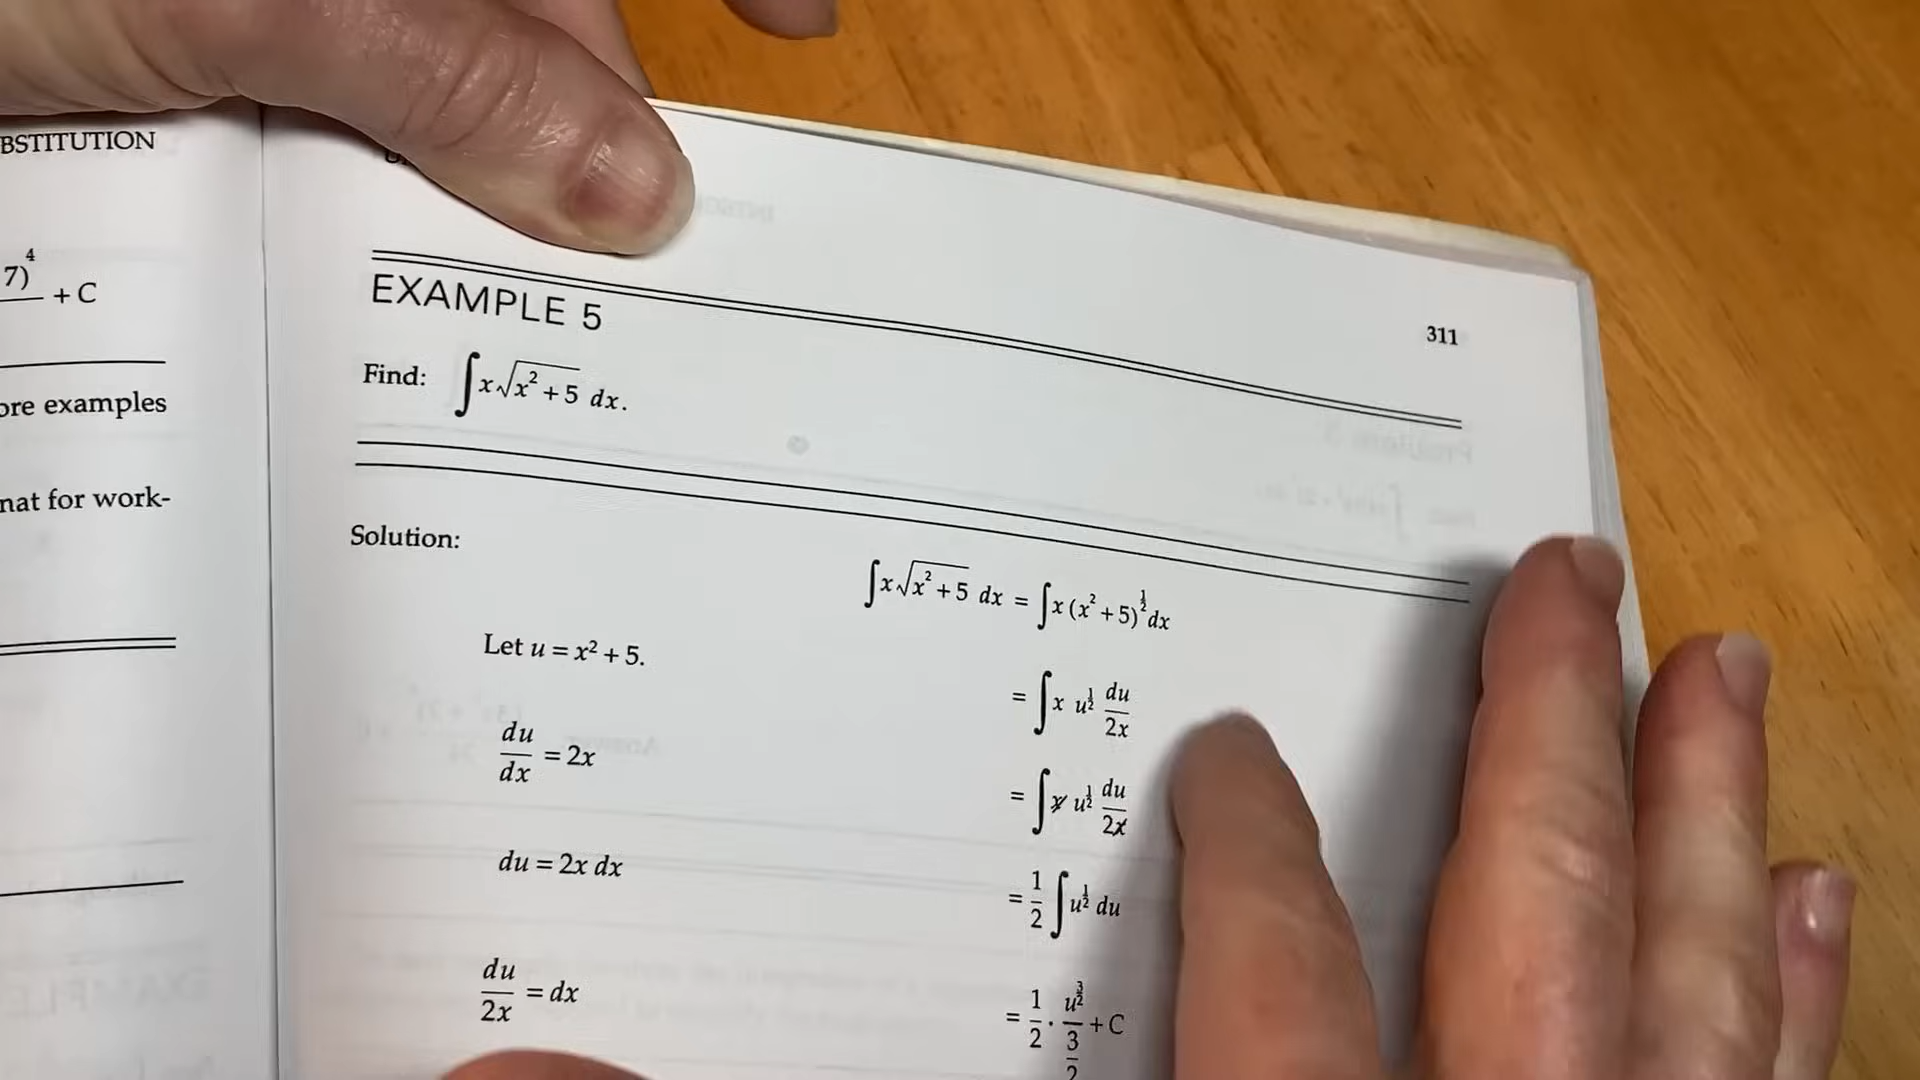 BSTITUTION
7)⁴
+ C
ore examples
nat for work-
311
EXAMPLE 5
Find: ∫ x√(x² + 5) dx.
Solution:
∫ x√(x² + 5) dx = ∫ x (x² + 5)^(1/2) dx
Let u = x² + 5.
= ∫ x u^(1/2) du/2x
du/dx = 2x
= ∫ x u^(1/2) du/2x
du = 2x dx
= 1/2 ∫ u^(1/2) du
du/2x = dx
= 1/2 · u^(3/2)/(3/2) + C